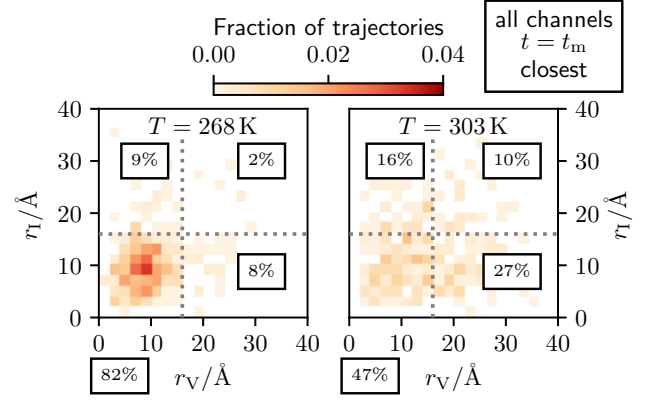 Fraction of trajectories
0.00 0.02 0.04
all channels
t = tₘ
closest
T = 268 K
T = 303 K
9%
2%
8%
82%
16%
10%
27%
47%
40
30
20
10
0
r_I/Å
0 10 20 30 40
r_V/Å
40
30
20
10
0
r_I/Å
0 10 20 30 40
r_V/Å